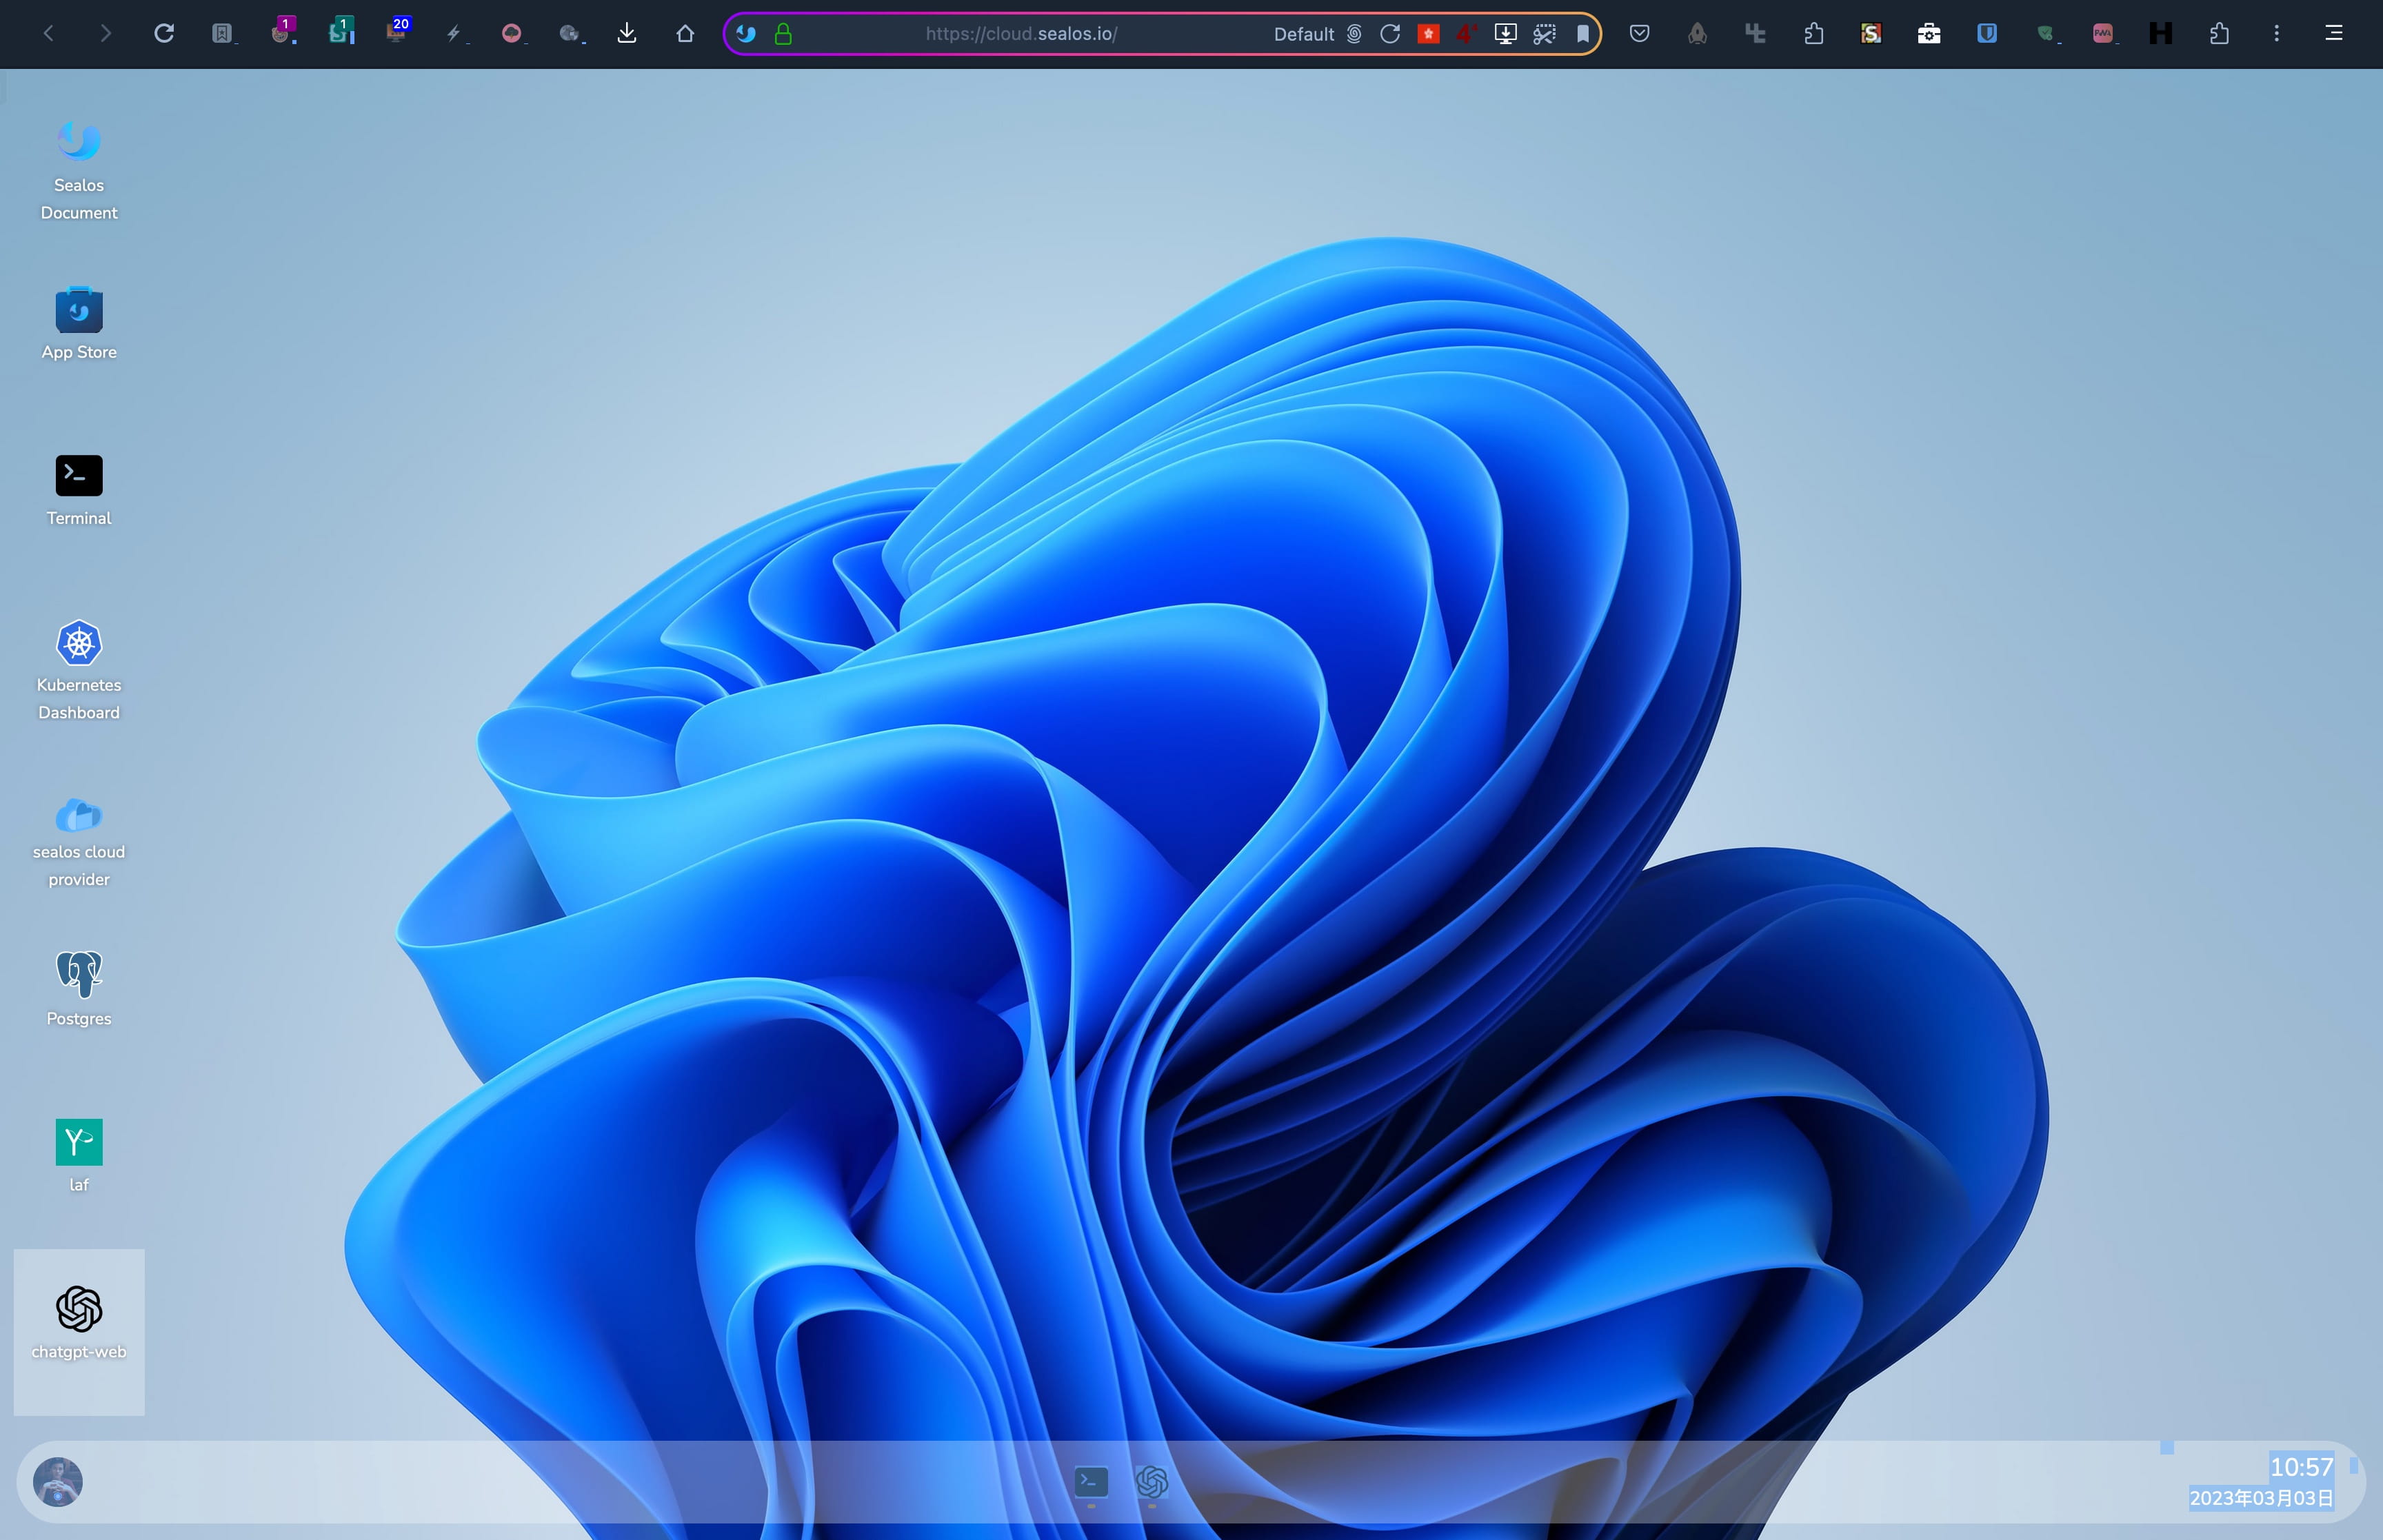 1
1
20
https://cloud.sealos.io/
Default
4
S
PWA
H
Sealos
Document
App Store
Terminal
Kubernetes
Dashboard
sealos cloud
provider
Postgres
laf
chatgpt-web
10:57
2023年03月03日